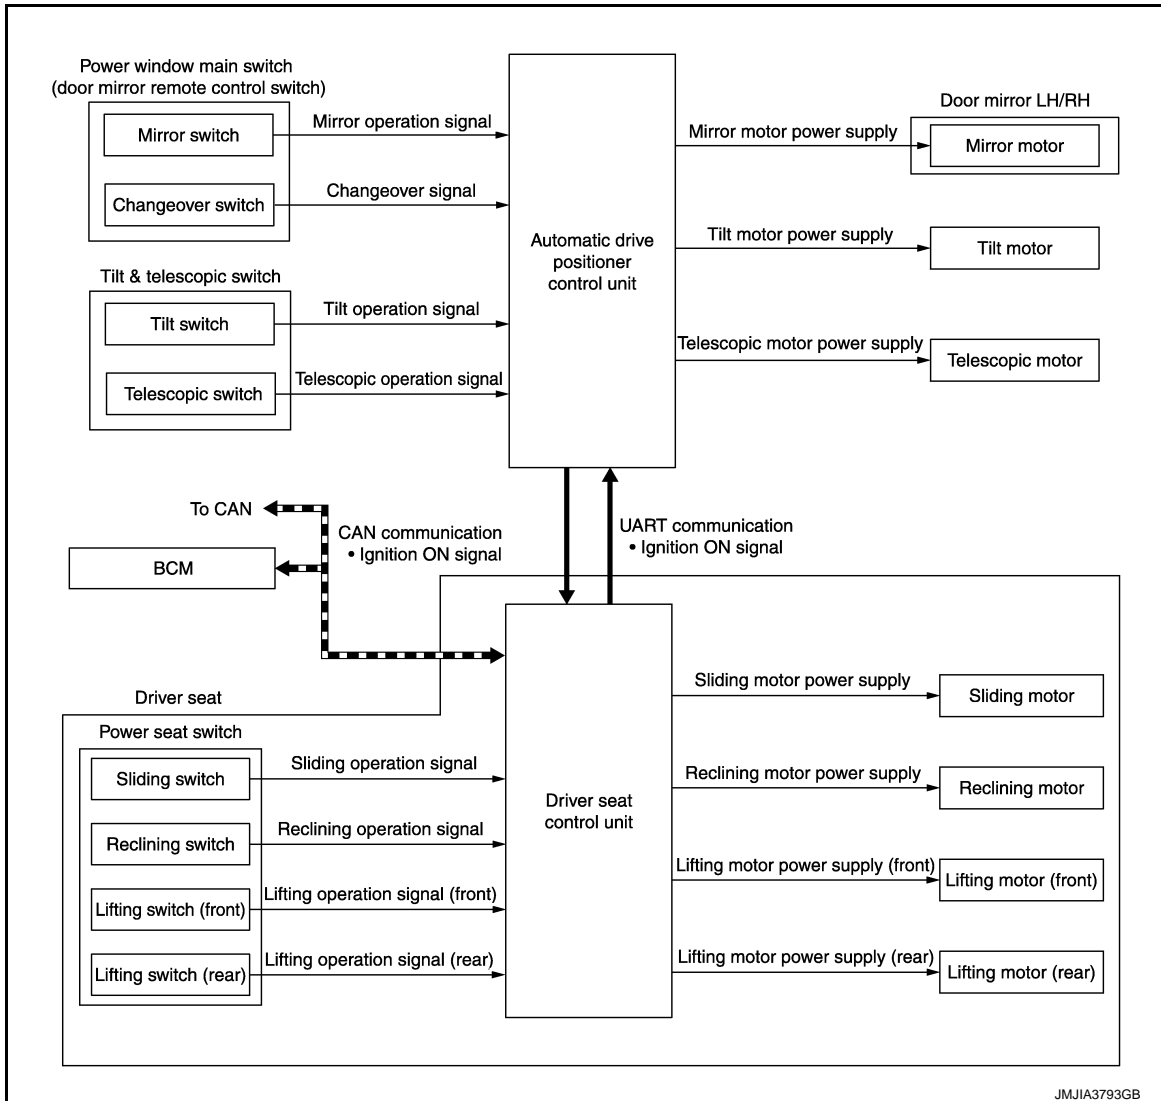 Power window main switch
(door mirror remote control switch)
Mirror switch
Mirror operation signal
Changeover switch
Changeover signal
Tilt & telescopic switch
Tilt switch
Tilt operation signal
Telescopic switch
Telescopic operation signal
Automatic drive
positioner
control unit
Door mirror LH/RH
Mirror motor power supply
Mirror motor
Tilt motor power supply
Tilt motor
Telescopic motor power supply
Telescopic motor
To CAN
CAN communication
• Ignition ON signal
UART communication
• Ignition ON signal
BCM
Driver seat
Power seat switch
Sliding switch
Sliding operation signal
Reclining switch
Reclining operation signal
Lifting switch (front)
Lifting operation signal (front)
Lifting switch (rear)
Lifting operation signal (rear)
Driver seat
control unit
Sliding motor power supply
Sliding motor
Reclining motor power supply
Reclining motor
Lifting motor power supply (front)
Lifting motor (front)
Lifting motor power supply (rear)
Lifting motor (rear)
JMJIA3793GB